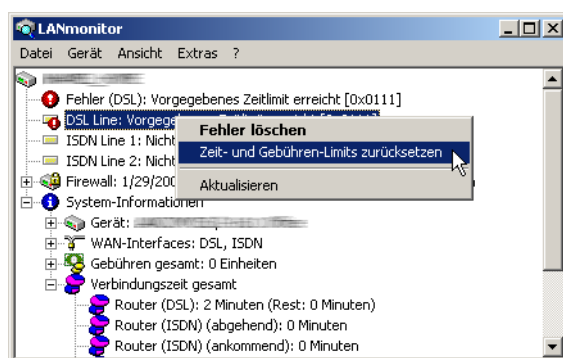 LANmonitor
Datei Gerät Ansicht Extras ?
Fehler (DSL): Vorgegebenes Zeitlimit erreicht [0x0111]
DSL Line: Vorgege
Fehler löschen
ISDN Line 1: Nicht
Zeit- und Gebühren-Limits zurücksetzen
ISDN Line 2: Nicht
Aktualisieren
Firewall: 1/29/200
System-Informationen
Gerät:
WAN-Interfaces: DSL, ISDN
Gebühren gesamt: 0 Einheiten
Verbindungszeit gesamt
Router (DSL): 2 Minuten (Rest: 0 Minuten)
Router (ISDN) (abgehend): 0 Minuten
Router (ISDN) (ankommend): 0 Minuten